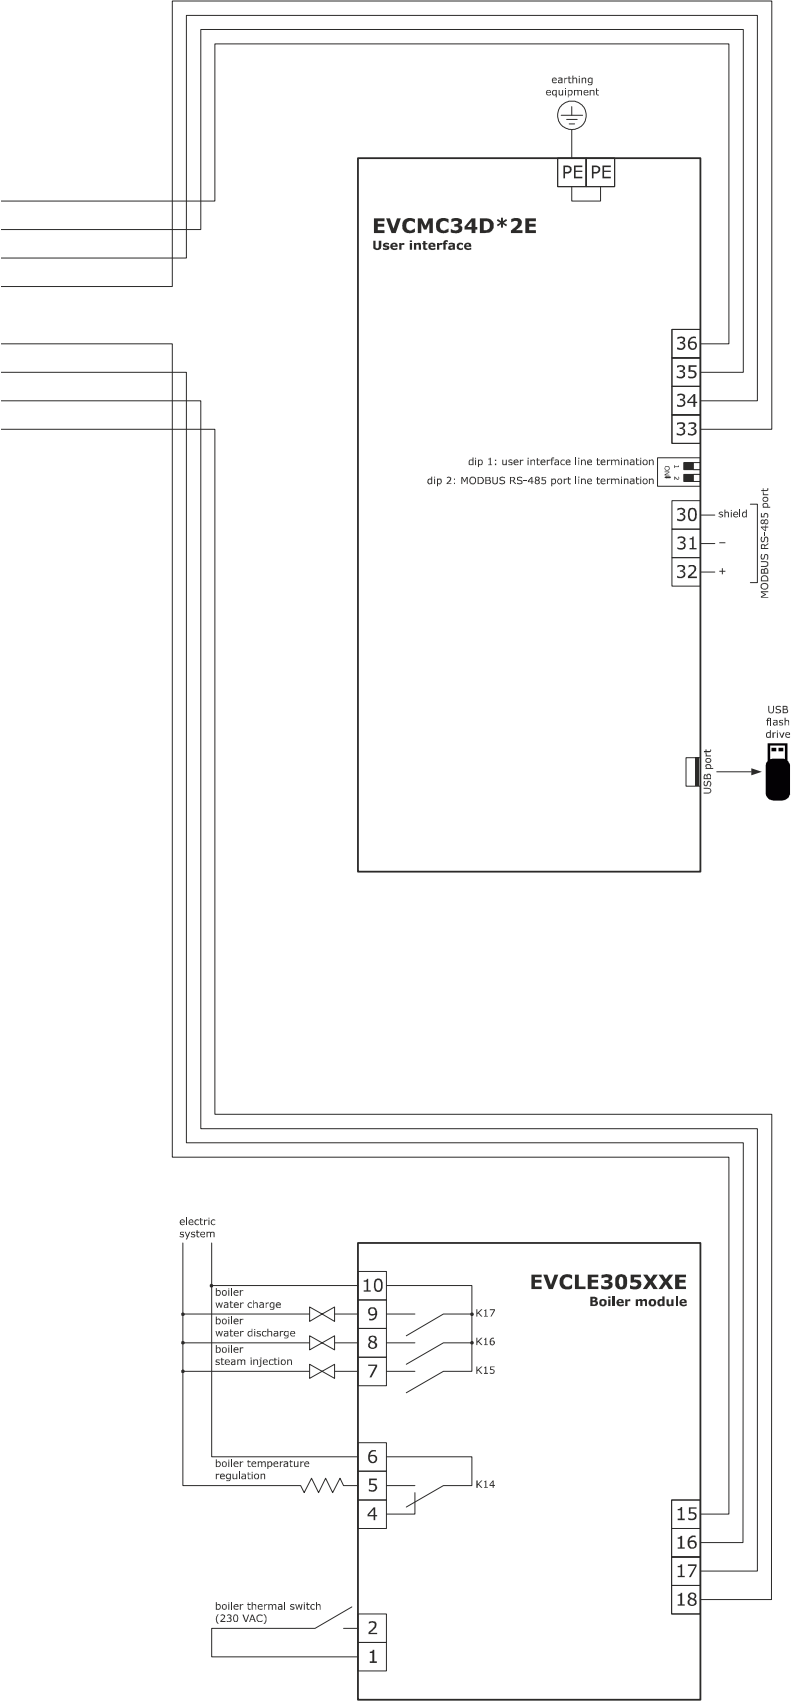 earthing
equipment
PE PE
EVCMC34D*2E
User interface
36
35
34
33
dip 1: user interface line termination
dip 2: MODBUS RS-485 port line termination
ON
1
2
30 shield
31 –
32 +
MODBUS RS-485 port
USB
flash
drive
USB port
electric
system
EVCLE305XXE
Boiler module
10
boiler
water charge
9
K17
boiler
water discharge
8
K16
boiler
steam injection
7
K15
6
boiler temperature
regulation
5
K14
4
15
16
17
18
boiler thermal switch
(230 VAC)
2
1